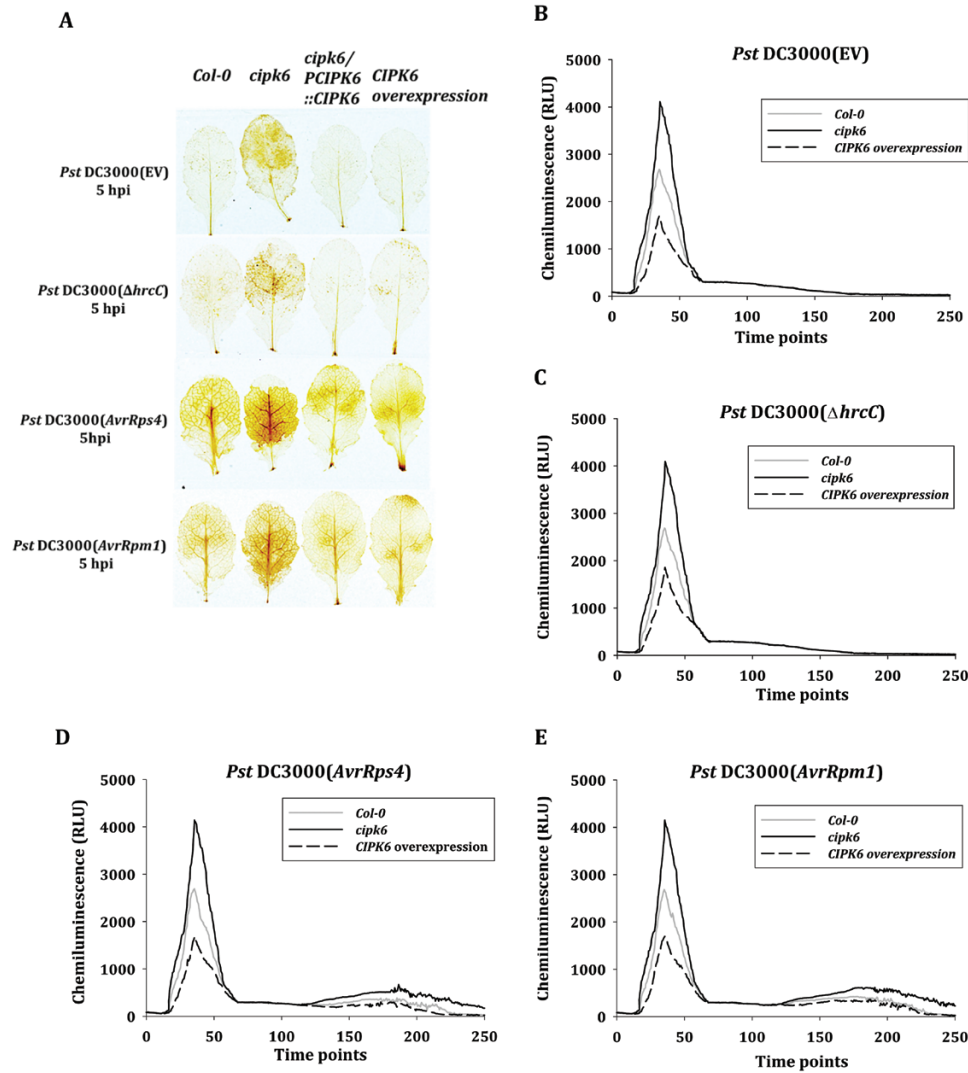 A
Col-0
cipk6
cipk6/
PCIPK6
::CIPK6
CIPK6
overexpression
Pst DC3000(EV)
5 hpi
Pst DC3000(ΔhrcC)
5 hpi
Pst DC3000(AvrRps4)
5hpi
Pst DC3000(AvrRpm1)
5 hpi
B
Pst DC3000(EV)
Chemiluminescence (RLU)
5000
4000
3000
2000
1000
0
Col-0
cipk6
CIPK6 overexpression
0 50 100 150 200 250
Time points
C
Pst DC3000(ΔhrcC)
Chemiluminescence (RLU)
5000
4000
3000
2000
1000
0
Col-0
cipk6
CIPK6 overexpression
0 50 100 150 200 250
Time points
D
Pst DC3000(AvrRps4)
Chemiluminescence (RLU)
5000
4000
3000
2000
1000
0
Col-0
cipk6
CIPK6 overexpression
0 50 100 150 200 250
Time points
E
Pst DC3000(AvrRpm1)
Chemiluminescence (RLU)
5000
4000
3000
2000
1000
0
Col-0
cipk6
CIPK6 overexpression
0 50 100 150 200 250
Time points